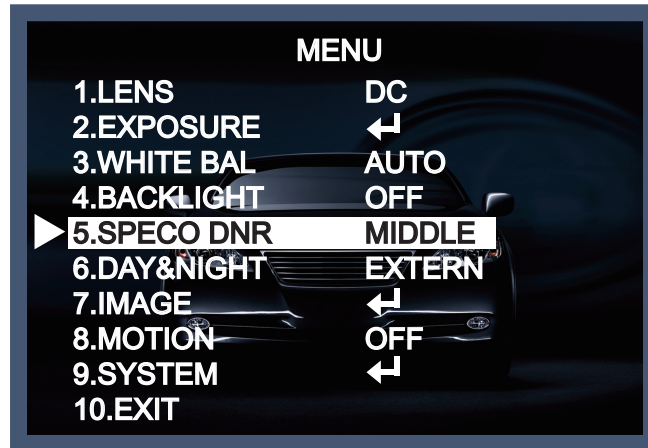 MENU
1.LENS DC
2.EXPOSURE ↵
3.WHITE BAL AUTO
4.BACKLIGHT OFF
5.SPECO DNR MIDDLE
6.DAY&NIGHT EXTERN
7.IMAGE ↵
8.MOTION OFF
9.SYSTEM ↵
10.EXIT